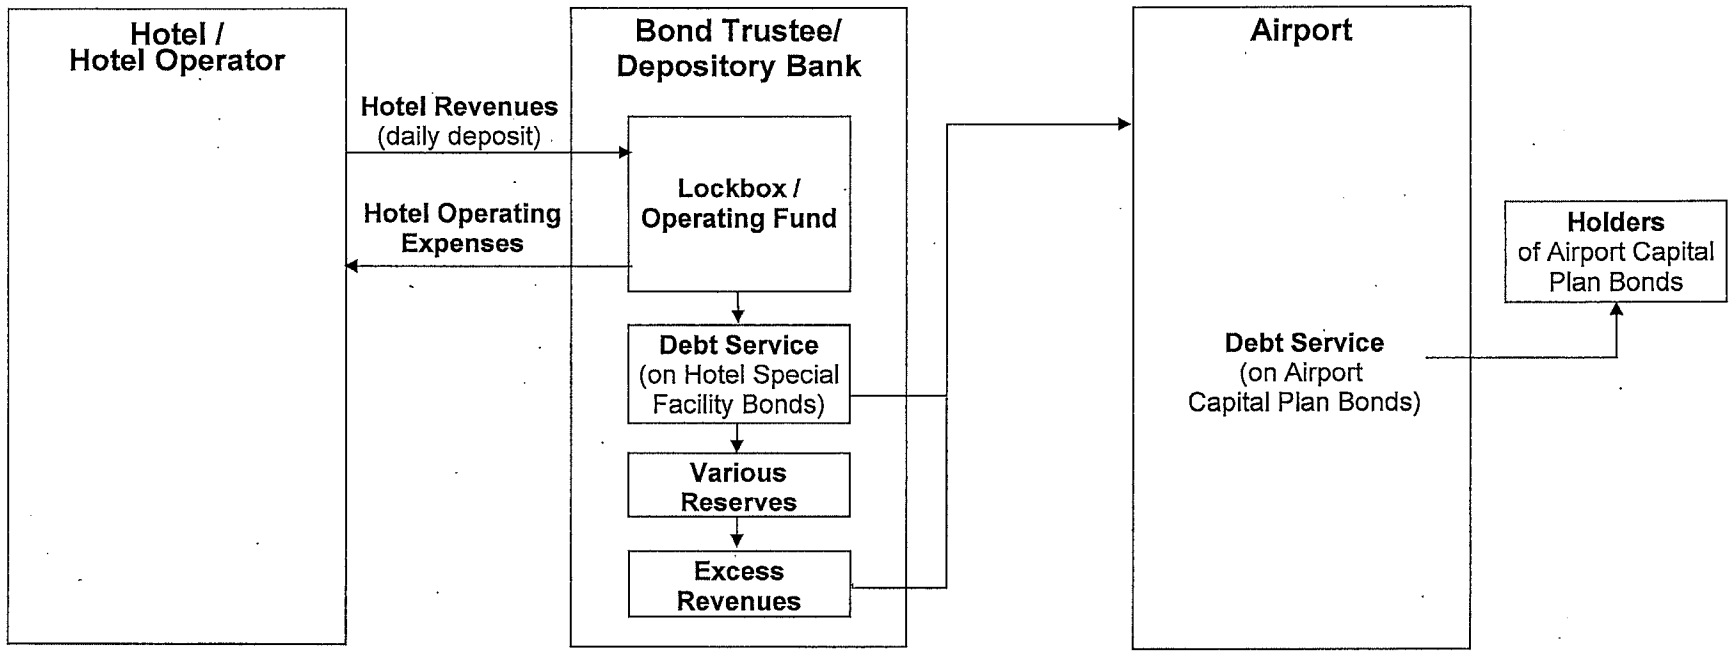 Hotel /
Hotel Operator
Hotel Revenues
(daily deposit)
Hotel Operating
Expenses
Bond Trustee/
Depository Bank
Lockbox /
Operating Fund
Debt Service
(on Hotel Special
Facility Bonds)
Various
Reserves
Excess
Revenues
Airport
Debt Service
(on Airport
Capital Plan Bonds)
Holders
of Airport Capital
Plan Bonds